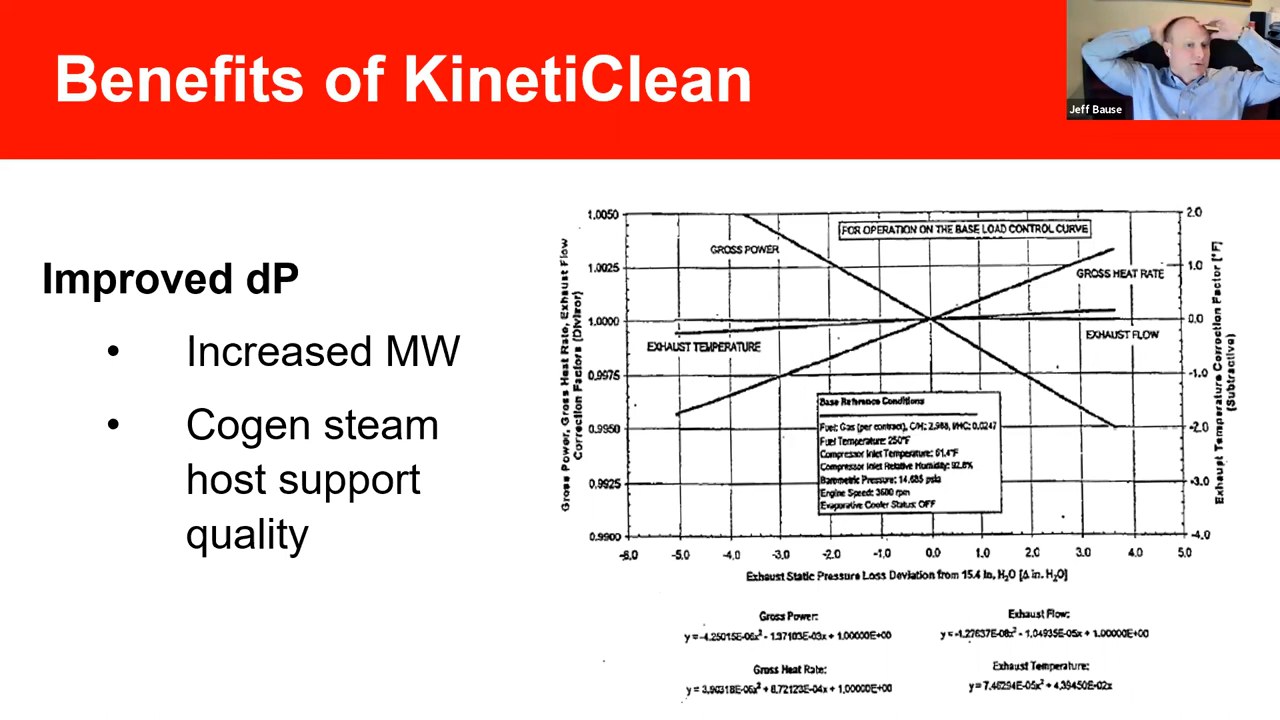 Benefits of KinetiClean
Jeff Bause
Improved dP
• Increased MW
• Cogen steam
host support
quality
FOR OPERATION ON THE BASE LOAD CONTROL CURVE
GROSS POWER
GROSS HEAT RATE
EXHAUST TEMPERATURE
EXHAUST FLOW
Gross Power, Gross Heat Rate, Exhaust Flow
Correction Factors (Divisor)
1.0050
1.0025
1.0000
0.9975
0.9950
0.9925
0.9900
2.0
1.0
0.0
-1.0
-2.0
-3.0
-4.0
Exhaust Temperature Correction Factor [°F]
(Subtractive)
Base Reference Conditions
Fuel: Gas (per contract), C/H: 2.988, I/HC: 0.0247
Fuel Temperature: 250°F
Compressor Inlet Temperature: 61.4°F
Compressor Inlet Relative Humidity: 92.8%
Barometric Pressure: 14.685 psia
Engine Speed: 3600 rpm
Evaporative Cooler Status: OFF
-6.0 -5.0 -4.0 -3.0 -2.0 -1.0 0.0 1.0 2.0 3.0 4.0 5.0
Exhaust Static Pressure Loss Deviation from 15.4 In, H₂O [Δ in. H₂O]
Gross Power:
y = -4.25015E-06x² - 1.37103E-03x + 1.00000E+00
Exhaust Flow:
y = -1.27637E-08x² - 1.04935E-05x + 1.00000E+00
Gross Heat Rate:
y = 3.90318E-06x² + 8.72123E-04x + 1.00000E+00
Exhaust Temperature:
y = 7.46294E-05x² + 4.39450E-02x